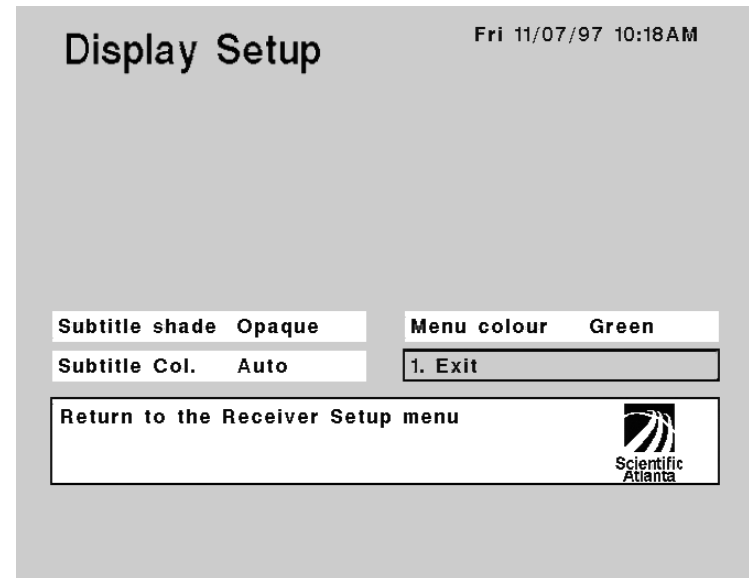 Display Setup
Fri 11/07/97 10:18AM
Subtitle shade Opaque
Menu colour Green
Subtitle Col. Auto
1. Exit
Return to the Receiver Setup menu
Scientific
Atlanta